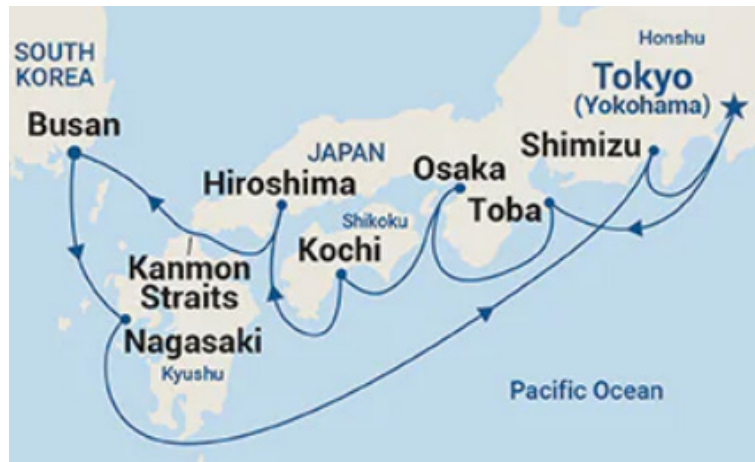 SOUTH
KOREA
Honshu
Tokyo
(Yokohama)
Busan
Shimizu
JAPAN
Osaka
Hiroshima
Toba
Shikoku
Kochi
Kanmon
Straits
Nagasaki
Kyushu
Pacific Ocean